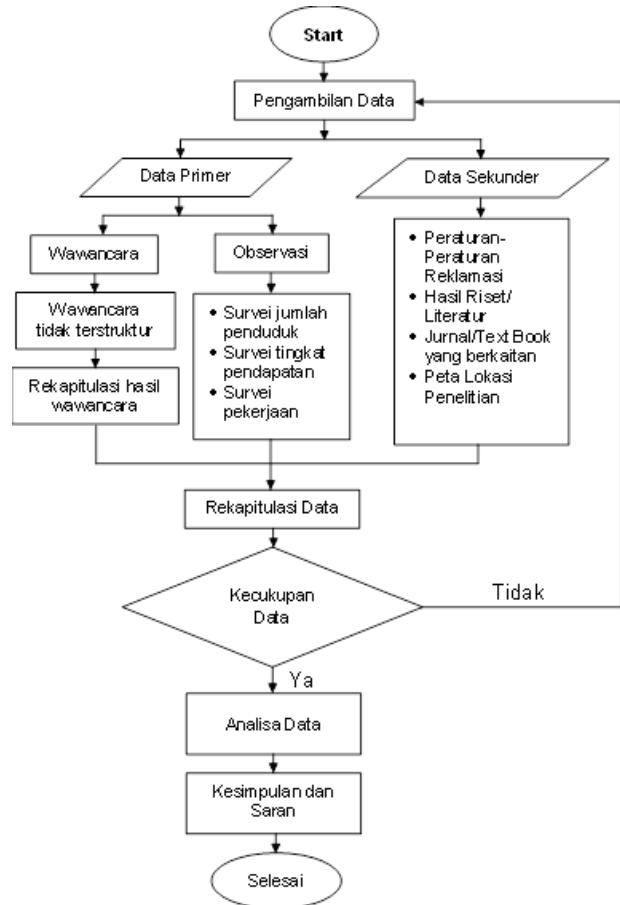 Start
Pengambilan Data
Data Primer
Data Sekunder
Wawancara
Wawancara
tidak terstruktur
Rekapitulasi hasil
wawancara
Observasi
• Survei jumlah
penduduk
• Survei tingkat
pendapatan
• Survei
pekerjaan
• Peraturan-
Peraturan
Reklamasi
• Hasil Riset/
Literatur
• Jurnal/Text Book
yang berkaitan
• Peta Lokasi
Penelitian
Rekapitulasi Data
Kecukupan
Data
Tidak
Ya
Analisa Data
Kesimpulan dan
Saran
Selesai